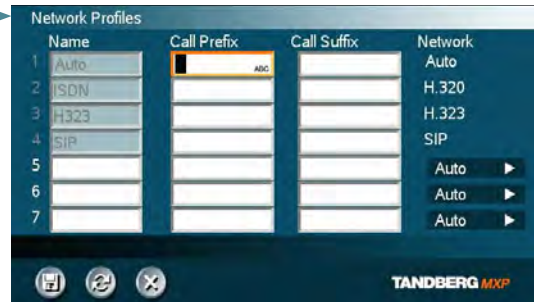 Network Profiles
Name Call Prefix Call Suffix Network
1 Auto ABC Auto
2 ISDN H.320
3 H323 H.323
4 SIP SIP
5 Auto
6 Auto
7 Auto
TANDBERG MXP